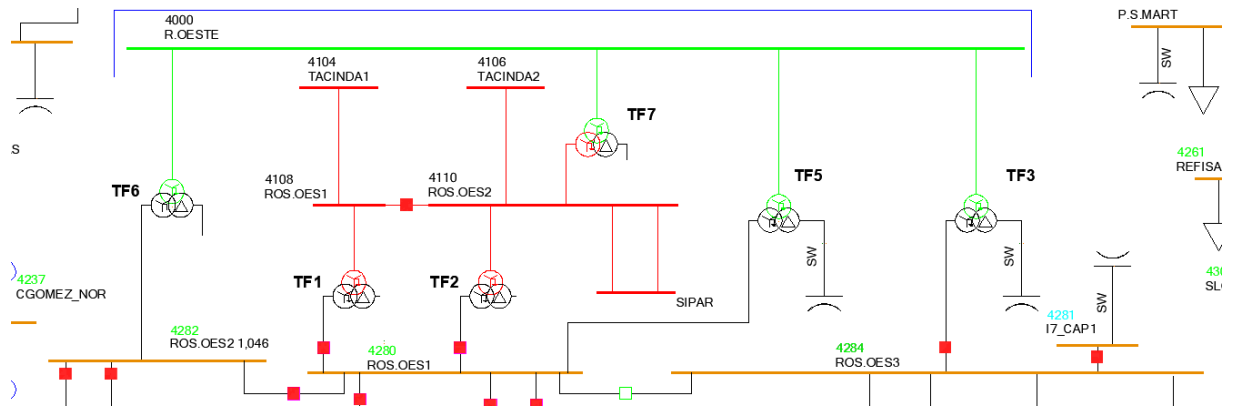 4000
R.OESTE
P.S.MART
SW
4104
TACINDA1
4106
TACINDA2
TF7
.S
4261
REFISA
TF6
4108
ROS.OES1
4110
ROS.OES2
TF5
TF3
4237
CGOMEZ_NOR
TF1
TF2
SIPAR
SW
SW
SW
430
SL
4281
I7_CAP1
4282
ROS.OES2 1,046
4280
ROS.OES1
4284
ROS.OES3